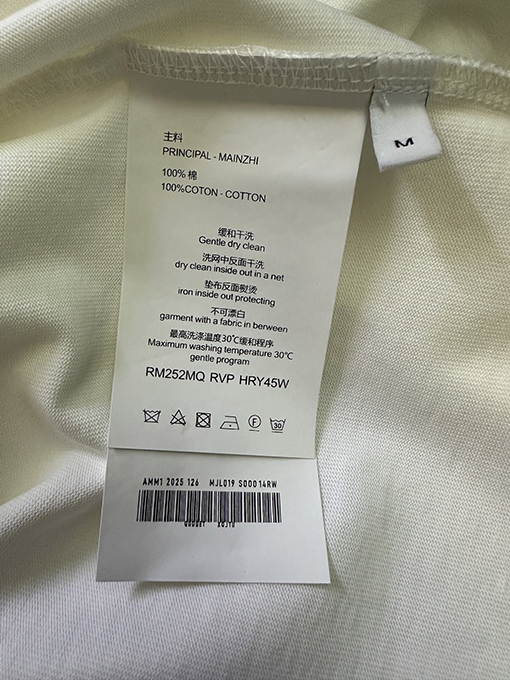 主料
PRINCIPAL - MAINZHI
100% 棉
100%COTON - COTTON
M
缓和干洗
Gentle dry clean
洗网中反面干洗
dry clean inside out in a net
垫布反面熨烫
iron inside out protecting
不可漂白
garment with a fabric in berween
最高洗涤温度30℃缓和程序
Maximum washing temperature 30℃
gentle program
RM252MQ RVP HRY45W
F
30
AMM1 2025 126 MJL019 S000 14RW